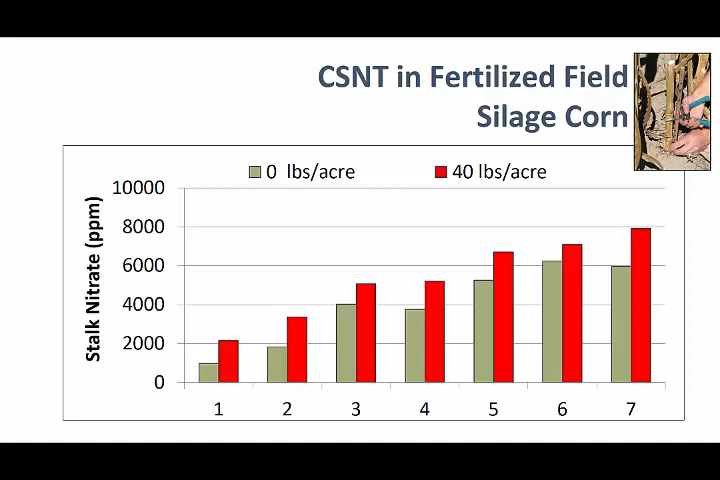 CSNT in Fertilized Field
Silage Corn
0 lbs/acre
40 lbs/acre
Stalk Nitrate (ppm)
10000
8000
6000
4000
2000
0
1 2 3 4 5 6 7